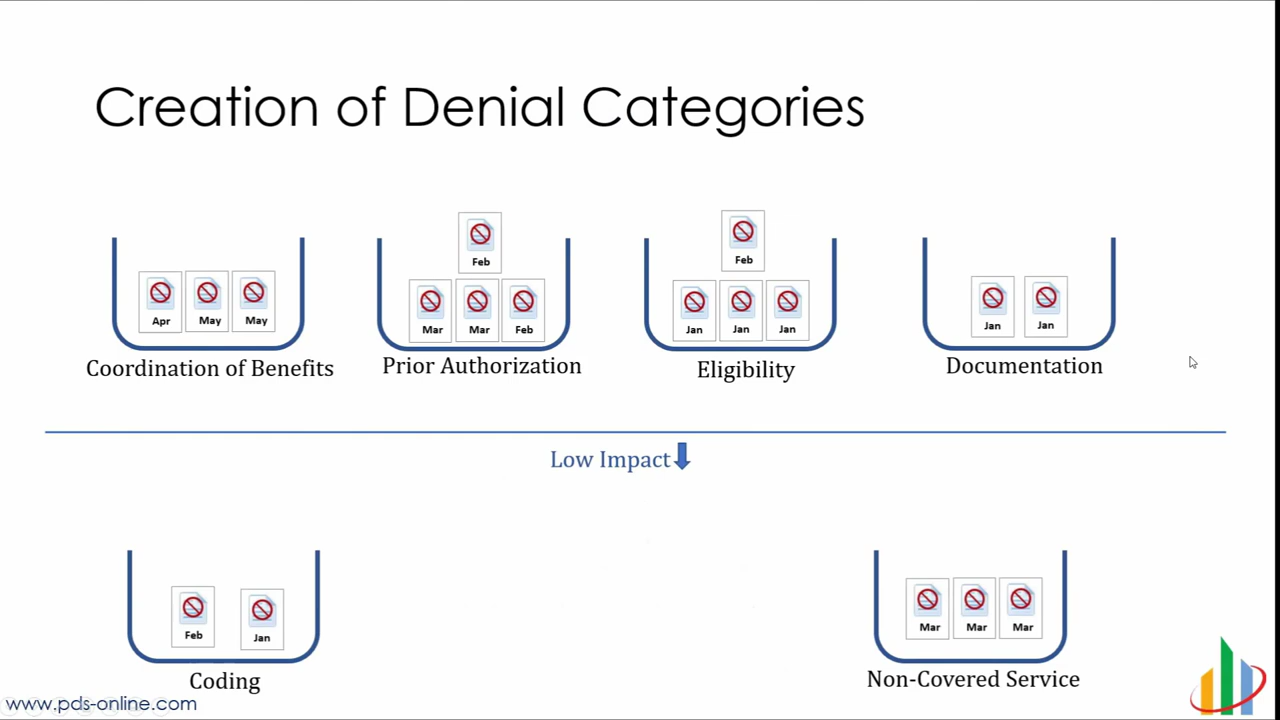 Creation of Denial Categories
Feb
Feb
Apr May May
Mar Mar Feb
Jan Jan Jan
Jan Jan
Coordination of Benefits
Prior Authorization
Eligibility
Documentation
Low Impact
Feb Jan
Mar Mar Mar
Coding
Non-Covered Service
www.pds-online.com